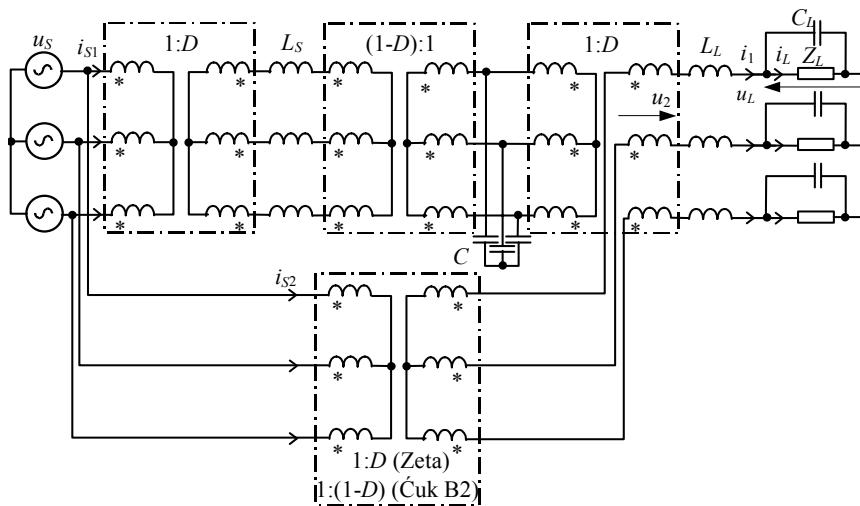 u_S
i_S1
1:D
L_S
(1-D):1
1:D
L_L
i_1
i_L
C_L
Z_L
u_L
u_2
* * * * * *
* * * * * *
* * * * * *
C
i_S2
* *
* *
* *
1:D (Zeta)
1:(1-D) (Ćuk B2)